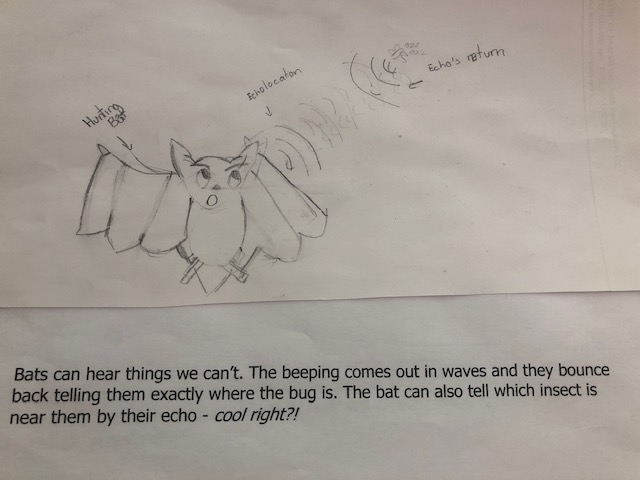 Echo's return
Echolocation
Hunting
Bat
Bats can hear things we can't. The beeping comes out in waves and they bounce
back telling them exactly where the bug is. The bat can also tell which insect is
near them by their echo - cool right?!